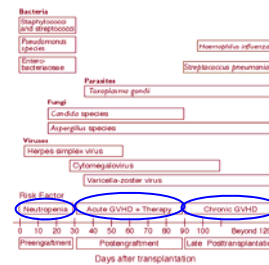 Bacteria
Staphylococci
and streptococci
Pseudomonas
species
Haemophilus influenza
Entero-
bacteriaceae
Streptococcus pneumonia
Parasites
Toxoplasma gondii
Fungi
Candida species
Aspergillus species
Viruses
Herpes simplex virus
Cytomegalovirus
Varicella-zoster virus
Risk Factor
Neutropenia
Acute GVHD + Therapy
Chronic GVHD
0 10 20 30 40 50 60 70 80 90 100 Beyond 120
Preengraftment
Postengraftment
Late Posttransplantation
Days after transplantation